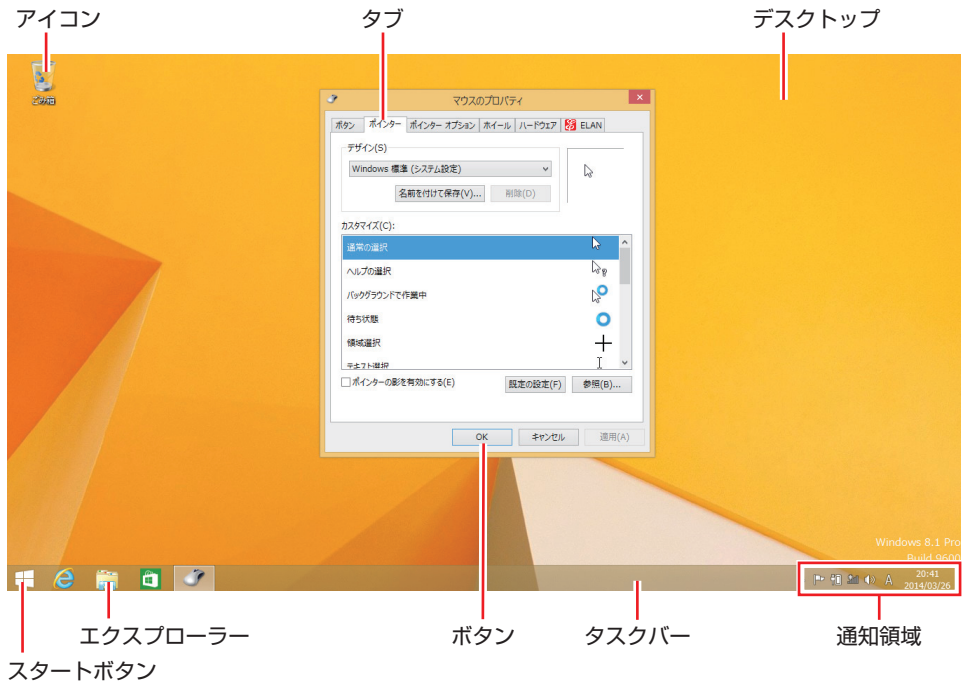 アイコン
タブ
デスクトップ
ごみ箱
マウスのプロパティ
ボタン ポインター ポインター オプション ホイール ハードウェア ELAN
デザイン(S)
Windows 標準 (システム設定)
名前を付けて保存(V)... 削除(D)
カスタマイズ(C):
通常の選択
ヘルプの選択
バックグラウンドで作業中
待ち状態
領域選択
テキスト選択
ポインターの影を有効にする(E) 既定の設定(F) 参照(B)...
OK キャンセル 適用(A)
Windows 8.1 Pro
Build 9600
A 20:41
2014/03/26
エクスプローラー
ボタン
タスクバー
通知領域
スタートボタン